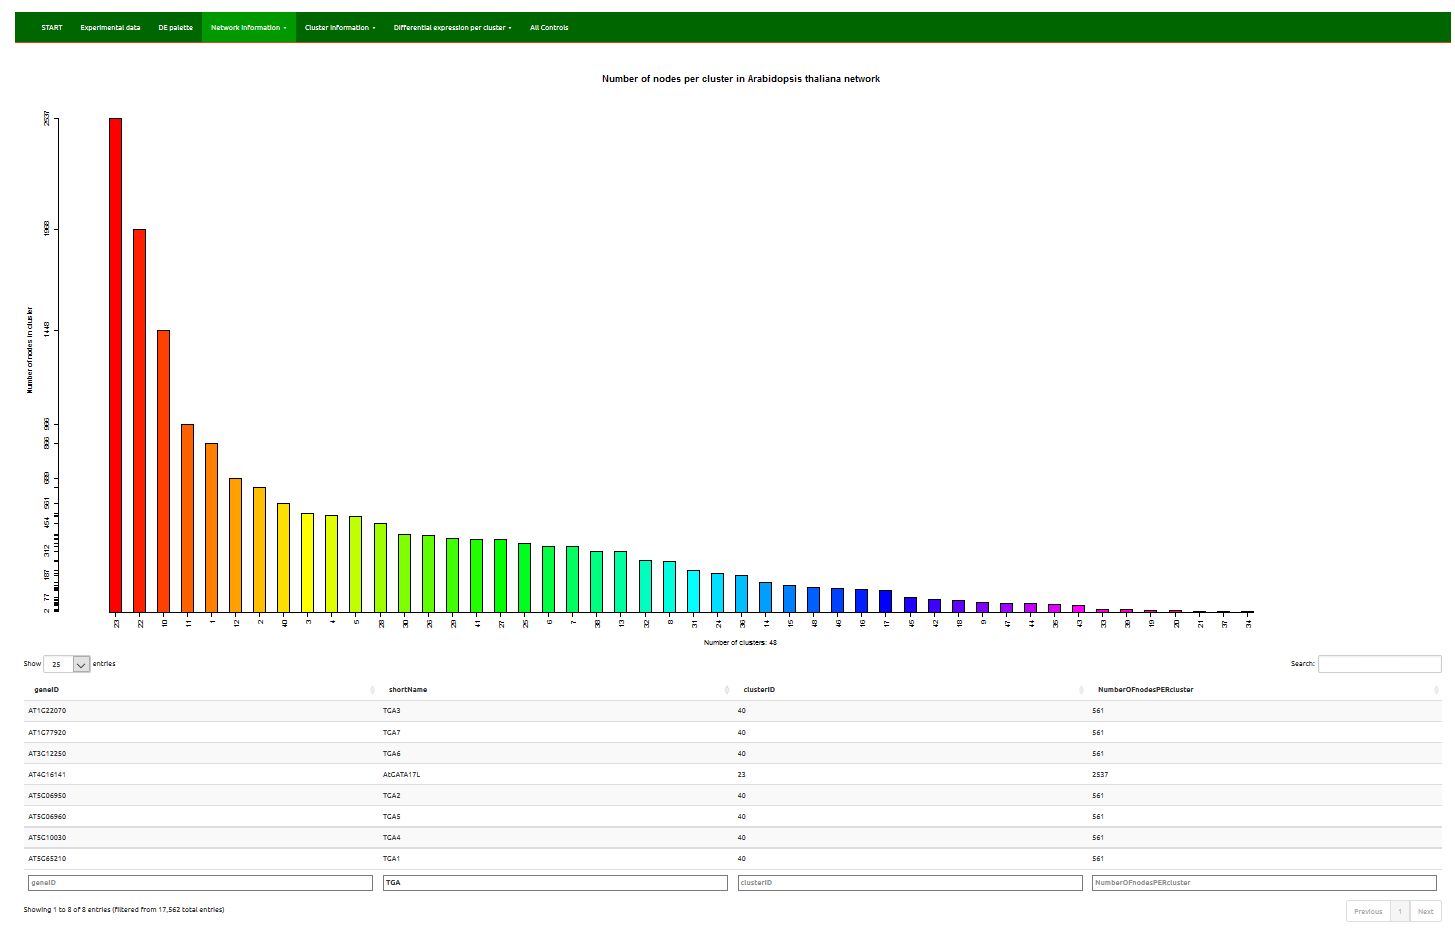 START Experimental data DE palette Network information Cluster information Differential expression per cluster All Controls
Number of nodes per cluster in Arabidopsis thaliana network
Number of nodes in cluster
2537
1968
1448
966
866
689
561
454
312
187
77
2
23 22 10 11 1 12 2 40 3 4 5 28 30 26 29 41 27 25 6 7 38 13 32 8 31 24 36 14 15 48 46 16 17 45 42 18 9 47 44 35 43 33 39 19 20 21 37 34
Number of clusters: 48
Show 25 entries Search:
geneID shortName clusterID NumberOFnodesPERcluster
AT1G22070 TGA3 40 561
AT1G77920 TGA7 40 561
AT3G12250 TGA6 40 561
AT4G16141 AtGATA17L 23 2537
AT5G06950 TGA2 40 561
AT5G06960 TGA5 40 561
AT5G10030 TGA4 40 561
AT5G65210 TGA1 40 561
geneID TGA clusterID NumberOFnodesPERcluster
Showing 1 to 8 of 8 entries (filtered from 17,562 total entries) Previous 1 Next